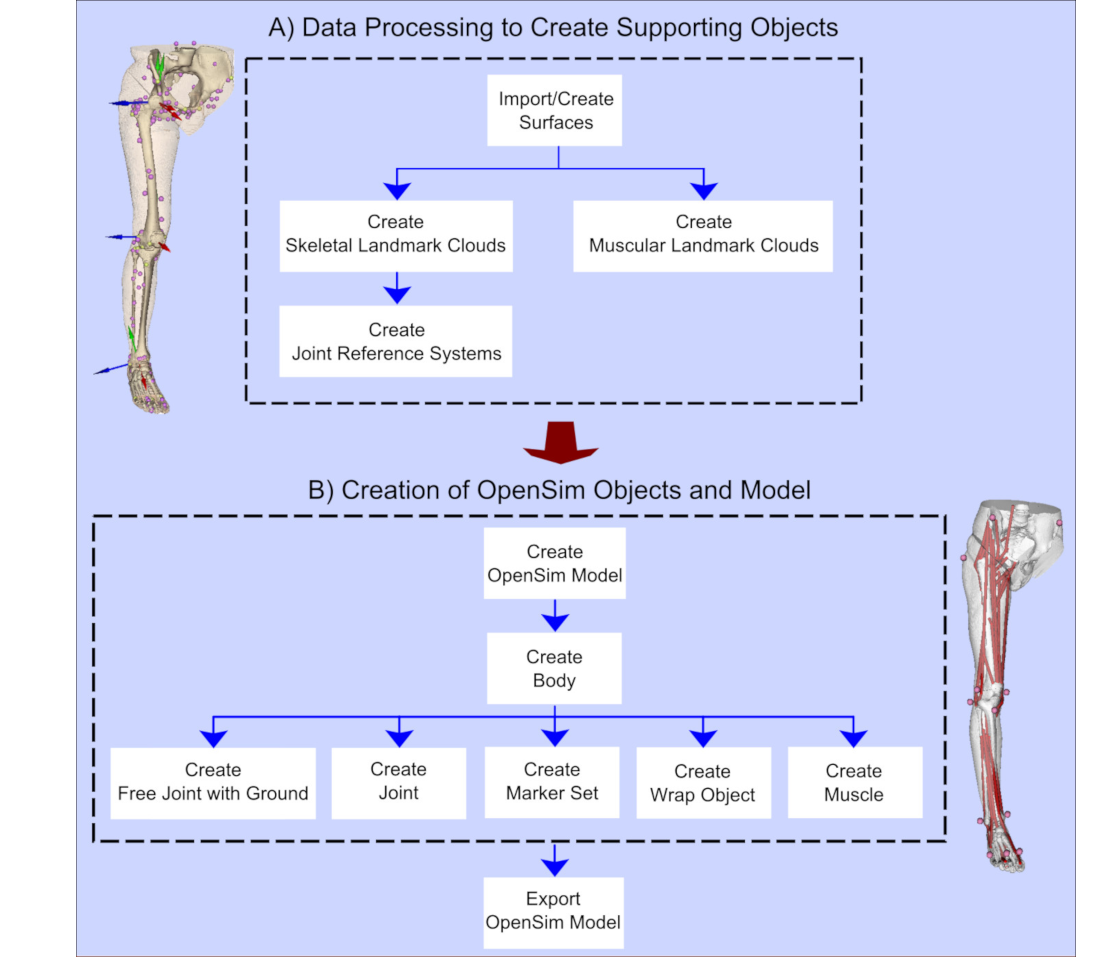 A) Data Processing to Create Supporting Objects
Import/Create
Surfaces
Create
Skeletal Landmark Clouds
Create
Muscular Landmark Clouds
Create
Joint Reference Systems
B) Creation of OpenSim Objects and Model
Create
OpenSim Model
Create
Body
Create
Free Joint with Ground
Create
Joint
Create
Marker Set
Create
Wrap Object
Create
Muscle
Export
OpenSim Model